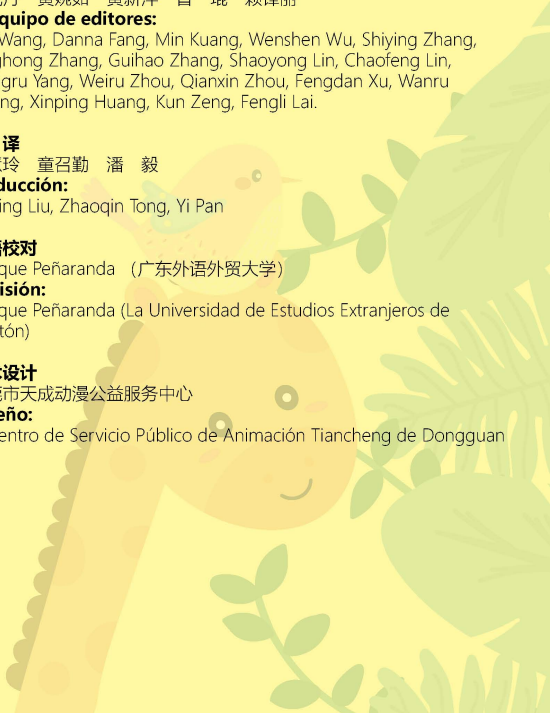 quipo de editores:
Wang, Danna Fang, Min Kuang, Wenshen Wu, Shiying Zhang,
hong Zhang, Guihao Zhang, Shaoyong Lin, Chaofeng Lin,
gru Yang, Weiru Zhou, Qianxin Zhou, Fengdan Xu, Wanru
ng, Xinping Huang, Kun Zeng, Fengli Lai.
译
玲 童召勤 潘 毅
ducción:
ing Liu, Zhaoqin Tong, Yi Pan
校对
que Peñaranda （广东外语外贸大学）
isión:
que Peñaranda (La Universidad de Estudios Extranjeros de
tón)
设计
市天成动漫公益服务中心
eño:
entro de Servicio Público de Animación Tiancheng de Dongguan